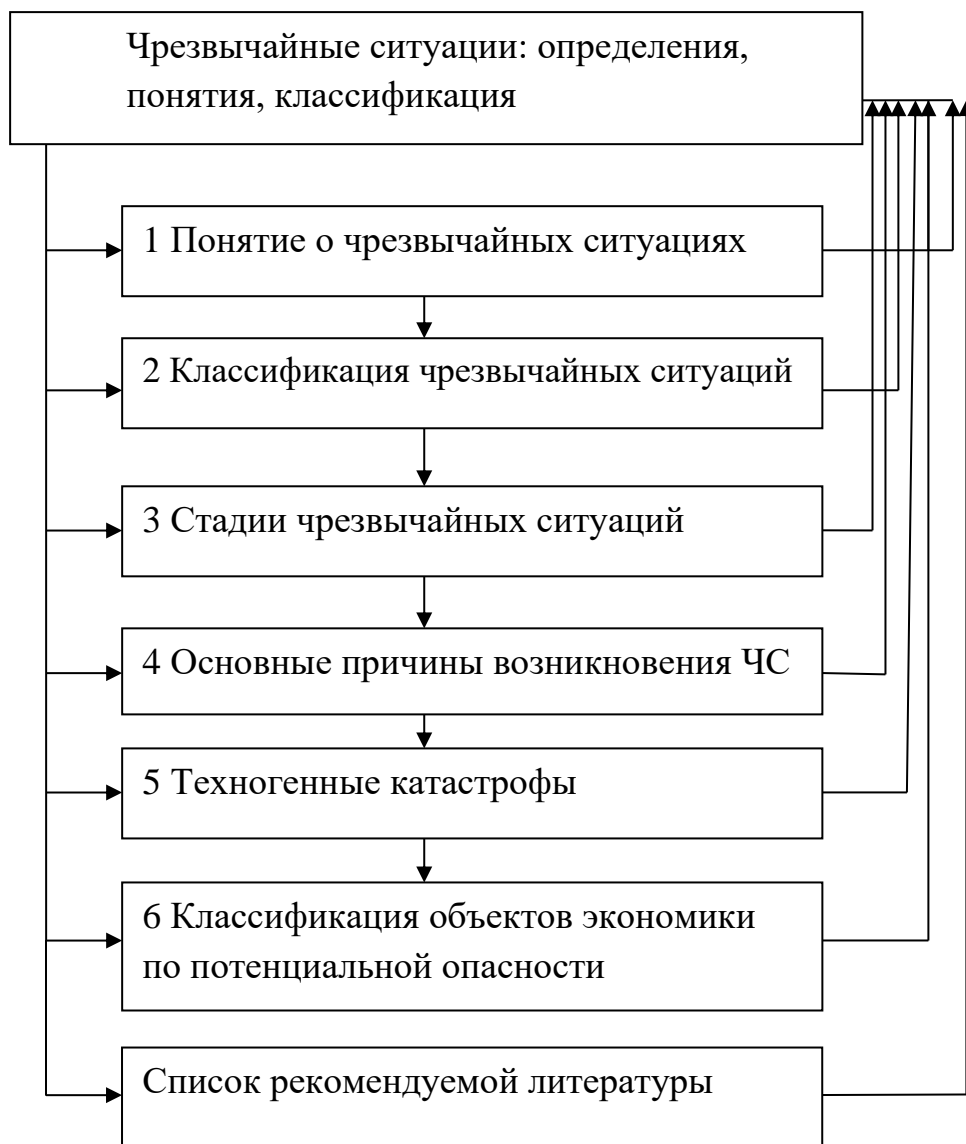 Чрезвычайные ситуации: определения,
понятия, классификация
1 Понятие о чрезвычайных ситуациях
2 Классификация чрезвычайных ситуаций
3 Стадии чрезвычайных ситуаций
4 Основные причины возникновения ЧС
5 Техногенные катастрофы
6 Классификация объектов экономики
по потенциальной опасности
Список рекомендуемой литературы